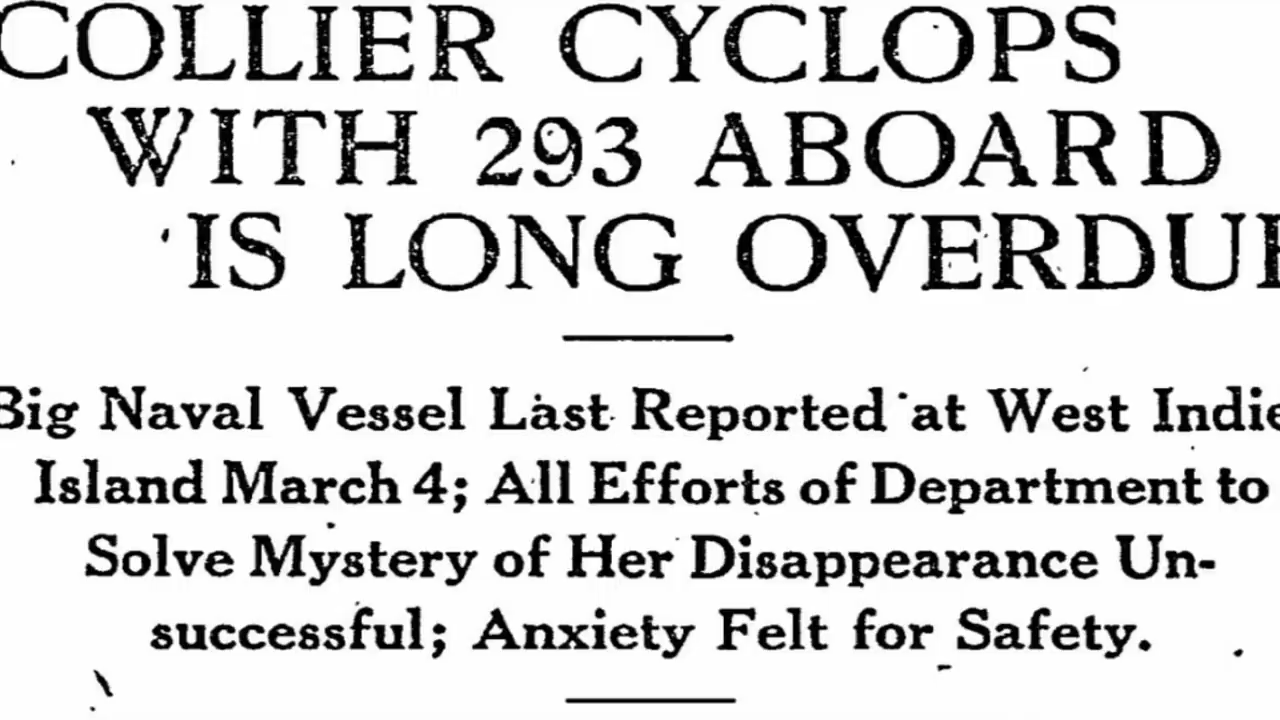 COLLIER CYCLOPS
WITH 293 ABOARD
IS LONG OVERDUE
Big Naval Vessel Last Reported at West Indie
Island March 4; All Efforts of Department to
Solve Mystery of Her Disappearance Un-
successful; Anxiety Felt for Safety.